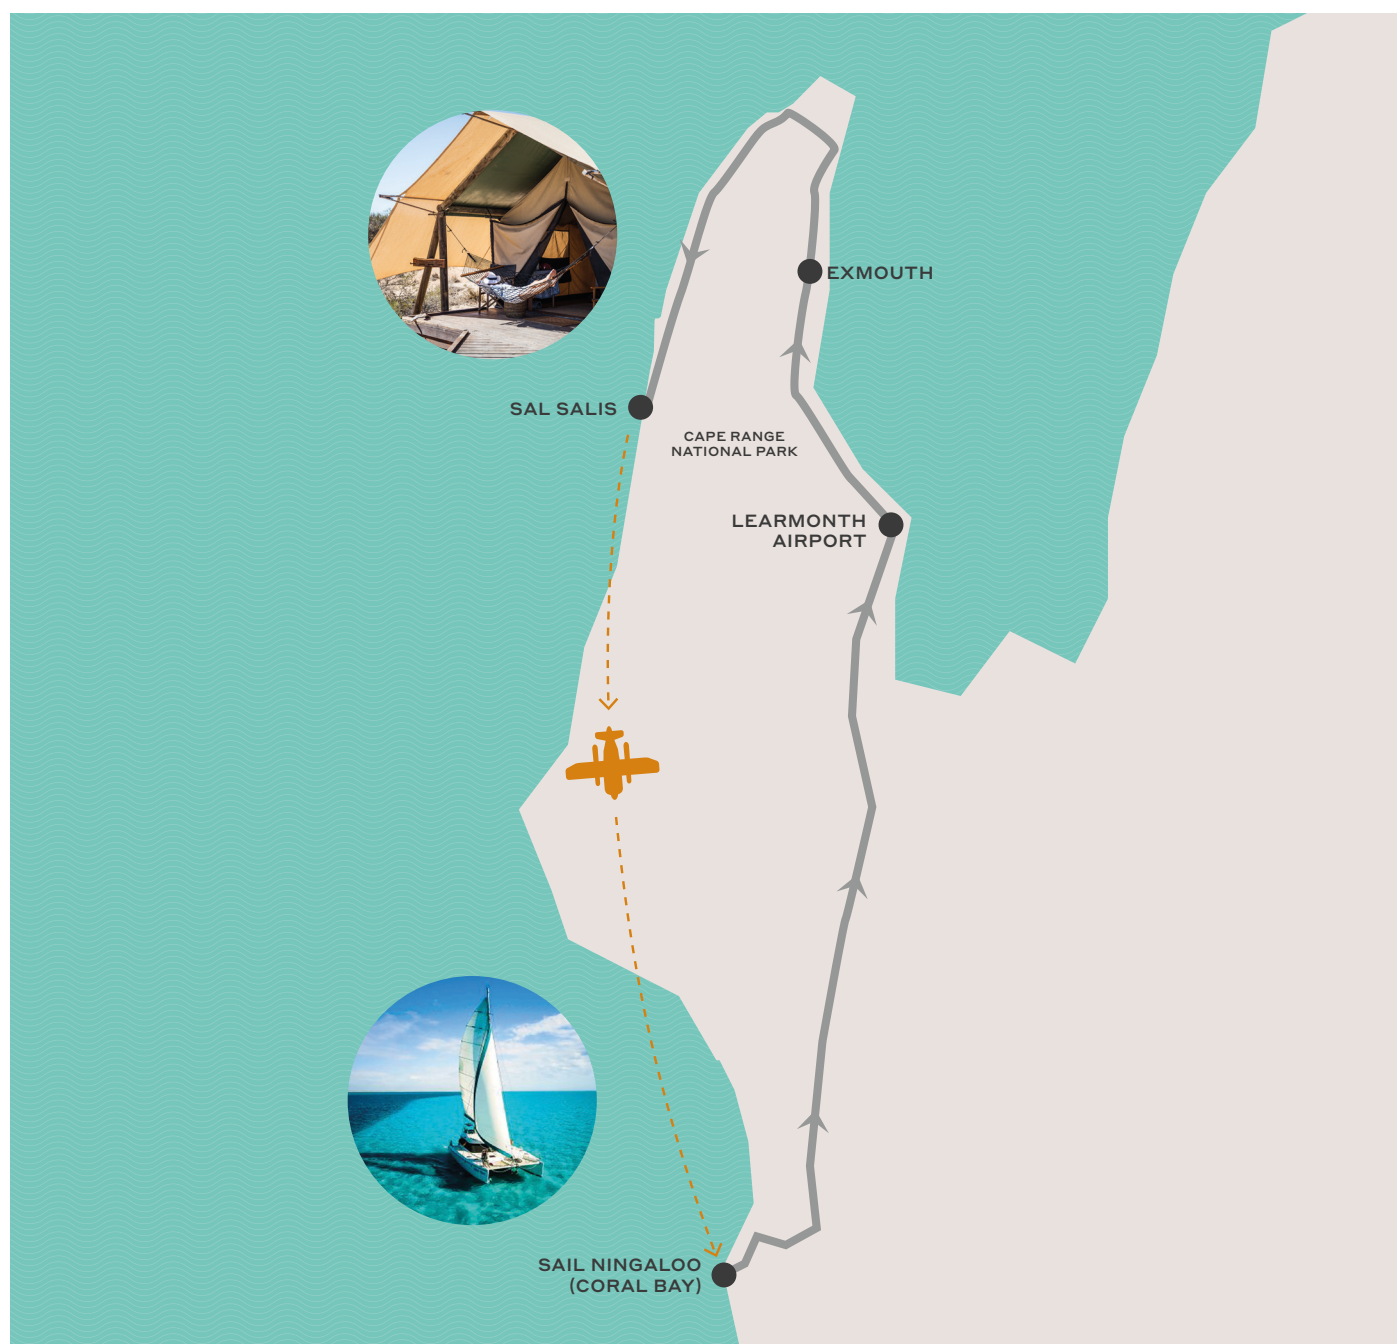 EXMOUTH
SAL SALIS
CAPE RANGE
NATIONAL PARK
LEARMONTH
AIRPORT
SAIL NINGALOO
(CORAL BAY)